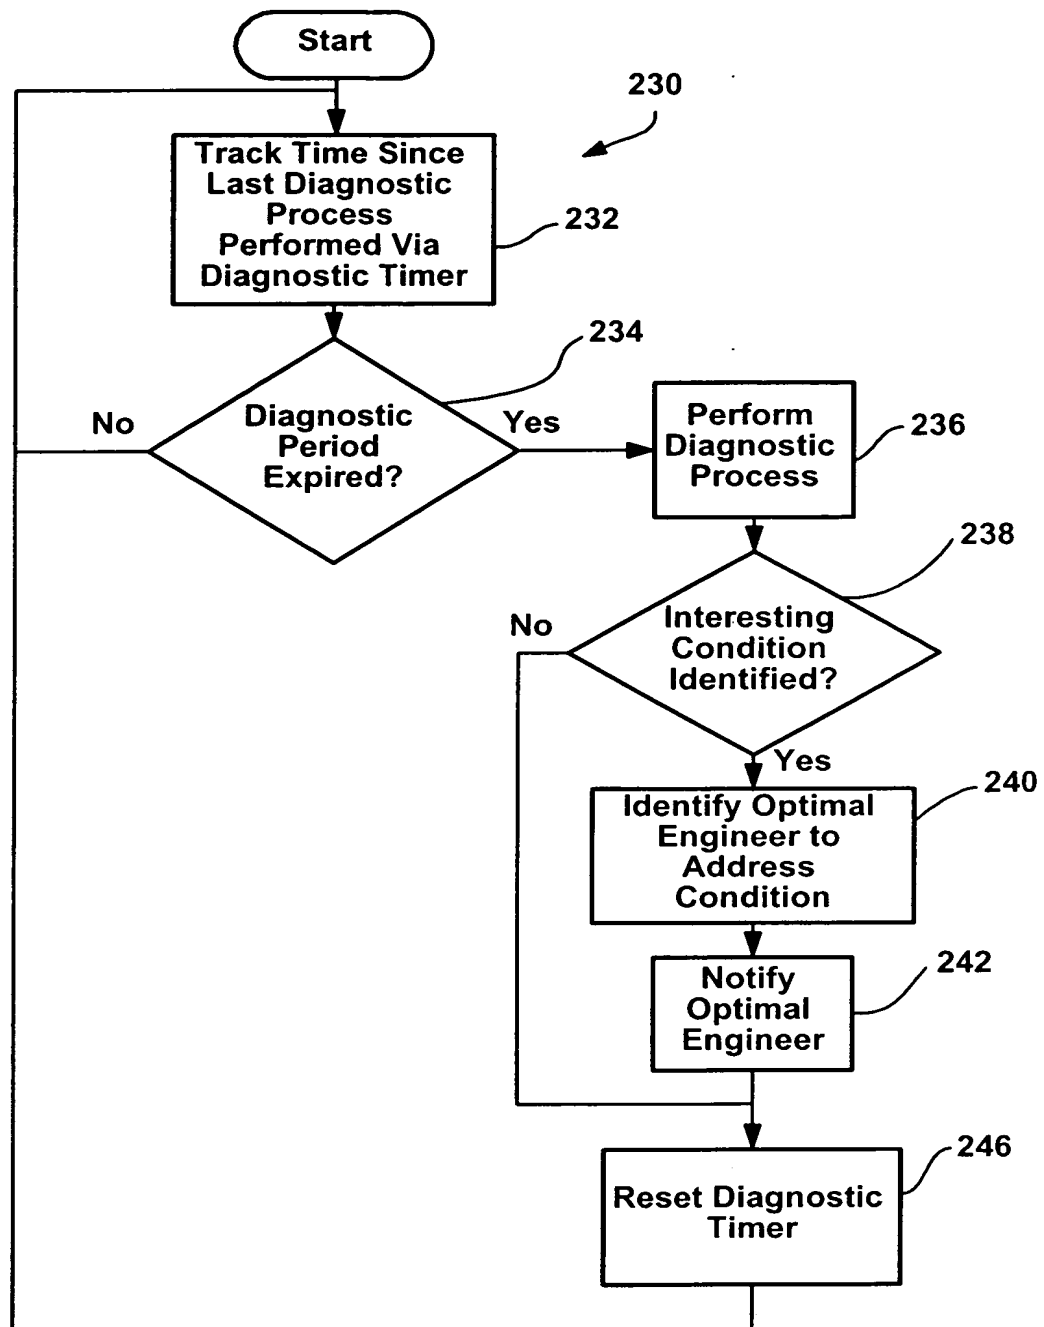 Start
230
Track Time Since
Last Diagnostic
Process
Performed Via
Diagnostic Timer
232
234
Diagnostic
Period
Expired?
No
Yes
Perform
Diagnostic
Process
236
238
Interesting
Condition
Identified?
No
Yes
240
Identify Optimal
Engineer to
Address
Condition
242
Notify
Optimal
Engineer
246
Reset Diagnostic
Timer